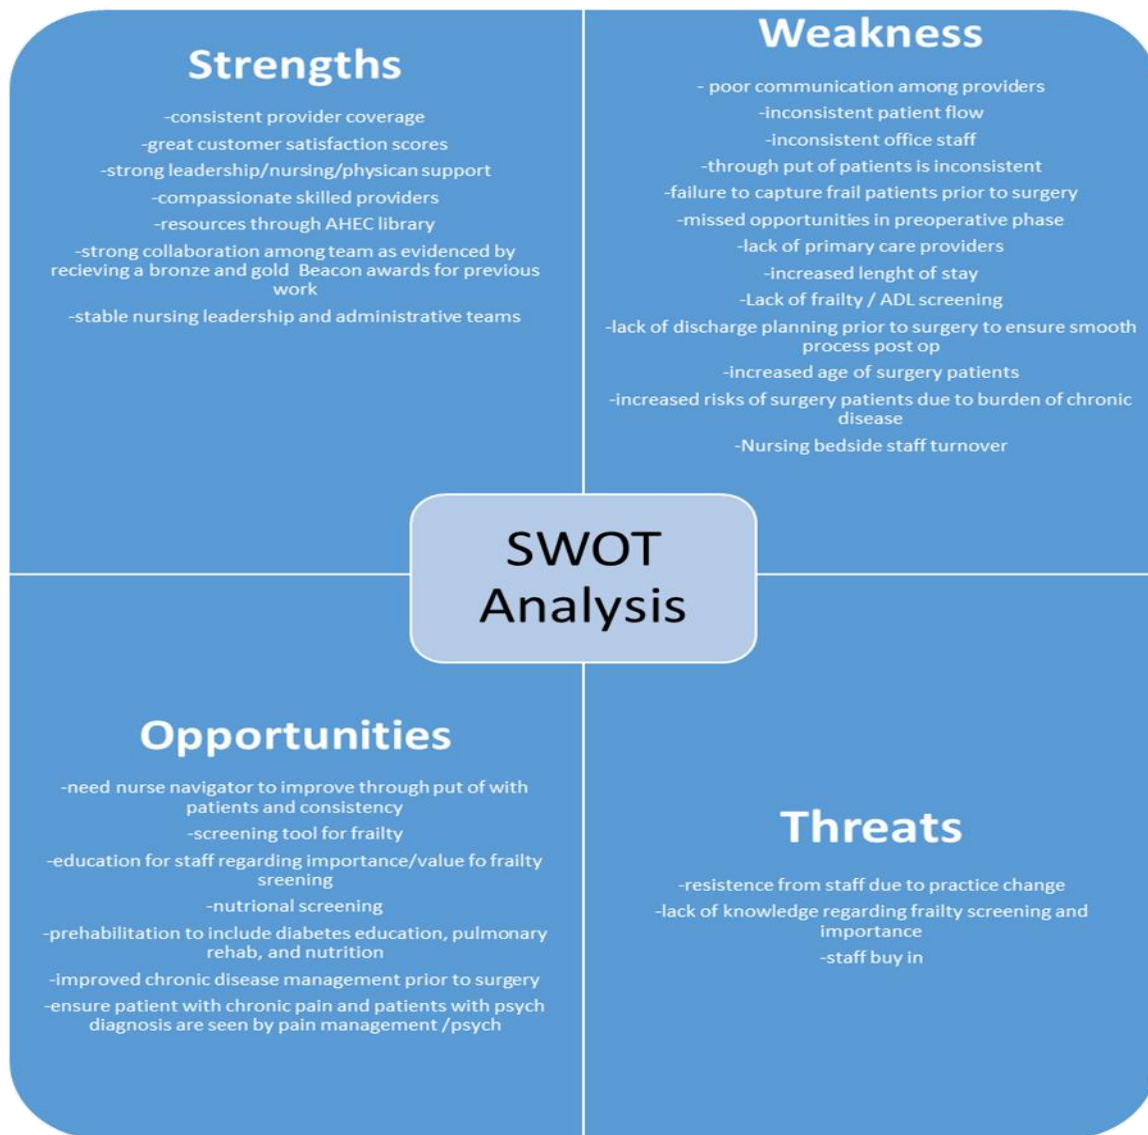 Strengths
-consistent provider coverage
-great customer satisfaction scores
-strong leadership/nursing/physican support
-compassionate skilled providers
-resources through AHEC library
-strong collaboration among team as evidenced by
recieving a bronze and gold Beacon awards for previous
work
-stable nursing leadership and administrative teams
Weakness
- poor communication among providers
-inconsistent patient flow
-inconsistent office staff
-through put of patients is inconsistent
-failure to capture frail patients prior to surgery
-missed opportunities in preoperative phase
-lack of primary care providers
-increased lenght of stay
-Lack of frailty / ADL screening
-lack of discharge planning prior to surgery to ensure smooth
process post op
-increased age of surgery patients
-increased risks of surgery patients due to burden of chronic
disease
-Nursing bedside staff turnover
SWOT
Analysis
Opportunities
-need nurse navigator to improve through put of with
patients and consistency
-screening tool for frailty
-education for staff regarding importance/value fo frailty
sreening
-nutrional screening
-prehabilitation to include diabetes education, pulmonary
rehab, and nutrition
-improved chronic disease management prior to surgery
-ensure patient with chronic pain and patients with psych
diagnosis are seen by pain management /psych
Threats
-resistence from staff due to practice change
-lack of knowledge regarding frailty screening and
importance
-staff buy in